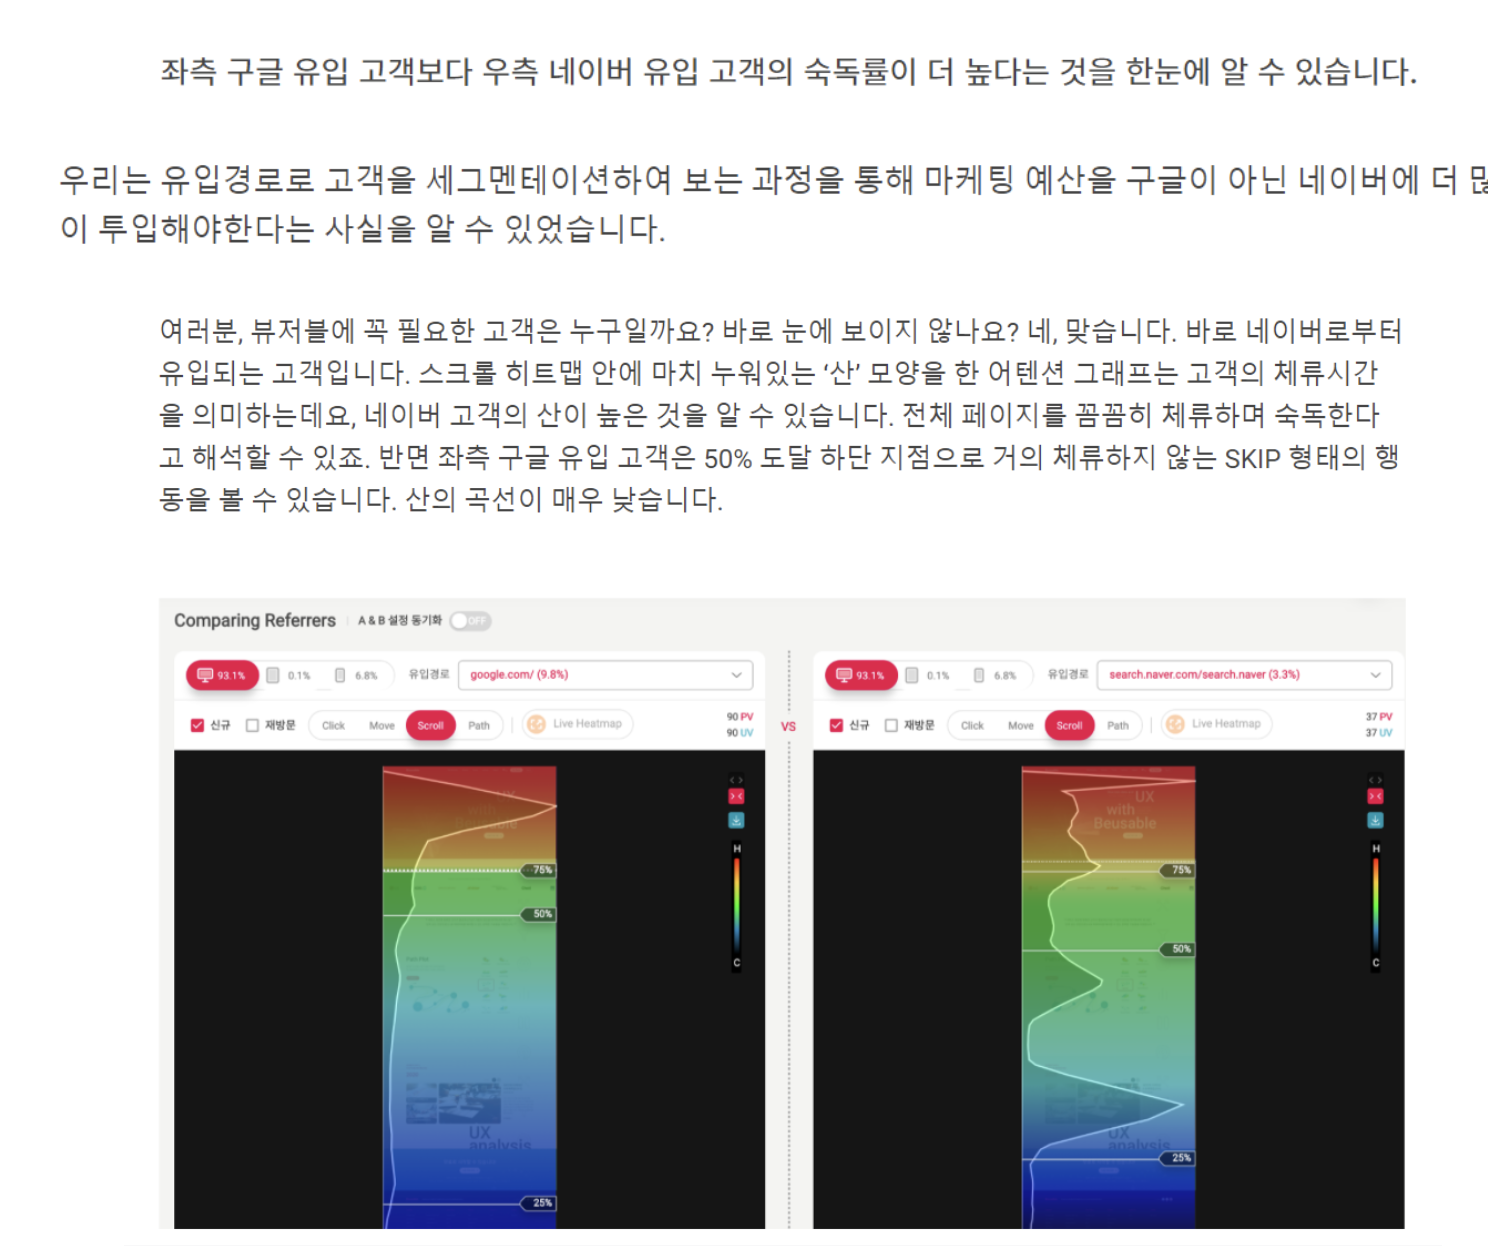 좌측 구글 유입 고객보다 우측 네이버 유입 고객의 숙독률이 더 높다는 것을 한눈에 알 수 있습니다.
우리는 유입경로로 고객을 세그멘테이션하여 보는 과정을 통해 마케팅 예산을 구글이 아닌 네이버에 더 많
이 투입해야한다는 사실을 알 수 있었습니다.
여러분, 뷰저블에 꼭 필요한 고객은 누구일까요? 바로 눈에 보이지 않나요? 네, 맞습니다. 바로 네이버로부터
유입되는 고객입니다. 스크롤 히트맵 안에 마치 누워있는 ‘산’ 모양을 한 어텐션 그래프는 고객의 체류시간
을 의미하는데요, 네이버 고객의 산이 높은 것을 알 수 있습니다. 전체 페이지를 꼼꼼히 체류하며 숙독한다
고 해석할 수 있죠. 반면 좌측 구글 유입 고객은 50% 도달 하단 지점으로 거의 체류하지 않는 SKIP 형태의 행
동을 볼 수 있습니다. 산의 곡선이 매우 낮습니다.
Comparing Referrers A & B 설정 동기화 OFF
93.1% 0.1% 6.8% 유입경로 google.com/ (9.8%)
신규 재방문 Click Move Scroll Path Live Heatmap 90 PV
90 UV
UX
with
Beusable
H
75%
50%
C
UX
analysis
25%
VS
93.1% 0.1% 6.8% 유입경로 search.naver.com/search.naver (3.3%)
신규 재방문 Click Move Scroll Path Live Heatmap 37 PV
37 UV
UX
with
Beusable
H
75%
50%
C
UX
analysis
25%